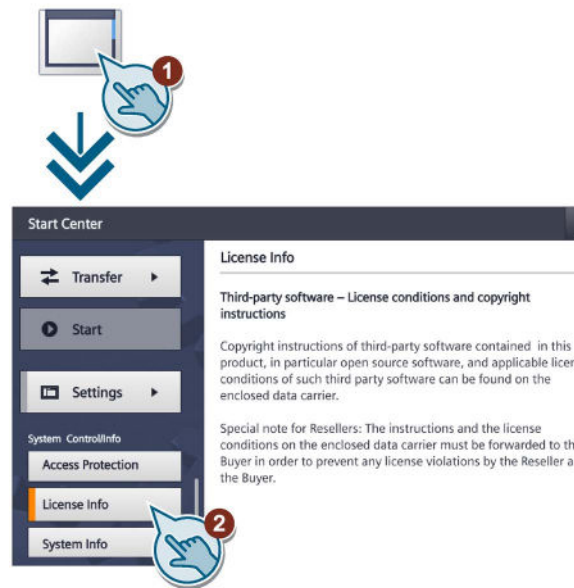 1
Start Center
Transfer
Start
Settings
System Control/Info
Access Protection
License Info
System Info
2
License Info
Third-party software – License conditions and copyright
instructions
Copyright instructions of third-party software contained in this
product, in particular open source software, and applicable
conditions of such third party software can be found on the
enclosed data carrier.
Special note for Resellers: The instructions and the license
conditions on the enclosed data carrier must be forwarded to
Buyer in order to prevent any license violations by the Reseller
the Buyer.